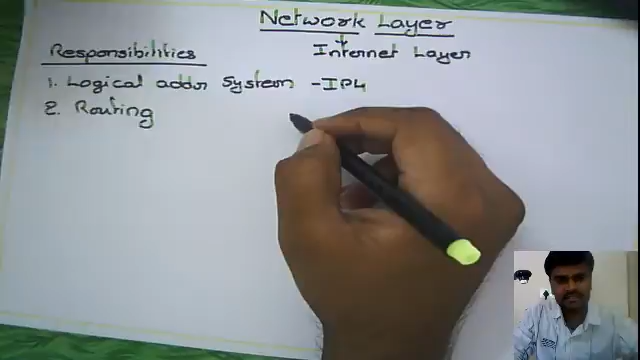 Network Layer
Internet Layer
Responsibilities
1. Logical addr System - IP4
2. Routing